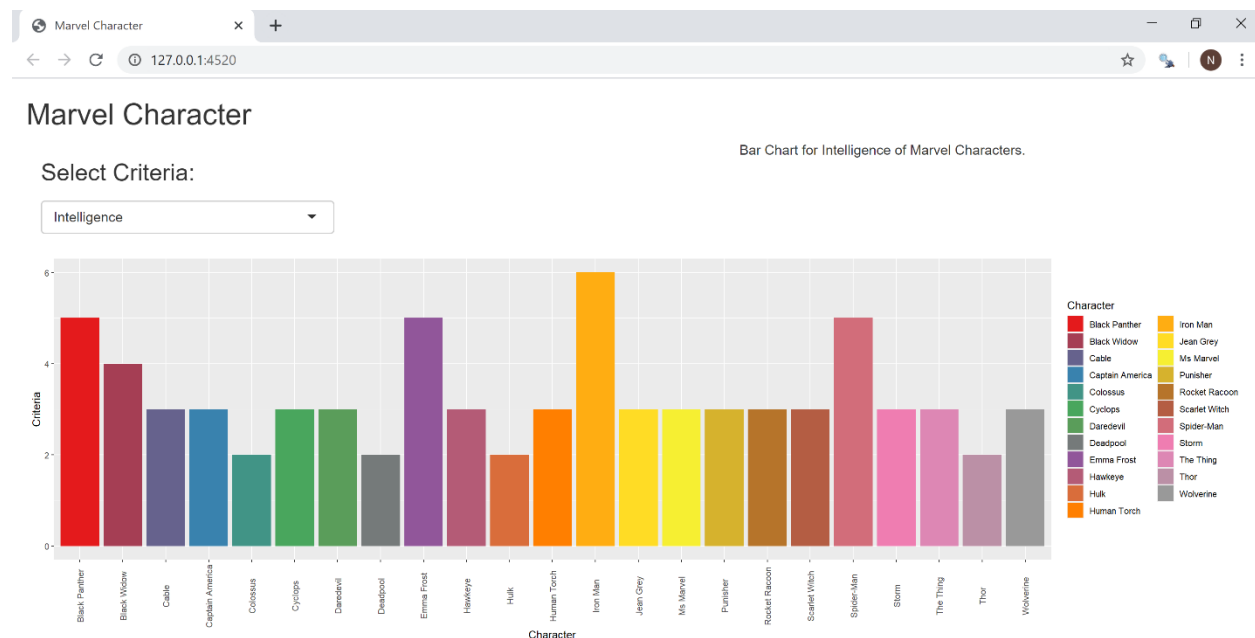 Marvel Character
127.0.0.1:4520
N
Marvel Character
Bar Chart for Intelligence of Marvel Characters.
Select Criteria:
Intelligence
6
4
2
0
Criteria
Black Panther
Black Widow
Cable
Captain America
Colossus
Cyclops
Daredevil
Deadpool
Emma Frost
Hawkeye
Hulk
Human Torch
Iron Man
Jean Grey
Ms Marvel
Punisher
Rocket Racoon
Scarlet Witch
Spider-Man
Storm
The Thing
Thor
Wolverine
Character
Character
Black Panther
Black Widow
Cable
Captain America
Colossus
Cyclops
Daredevil
Deadpool
Emma Frost
Hawkeye
Hulk
Human Torch
Iron Man
Jean Grey
Ms Marvel
Punisher
Rocket Racoon
Scarlet Witch
Spider-Man
Storm
The Thing
Thor
Wolverine